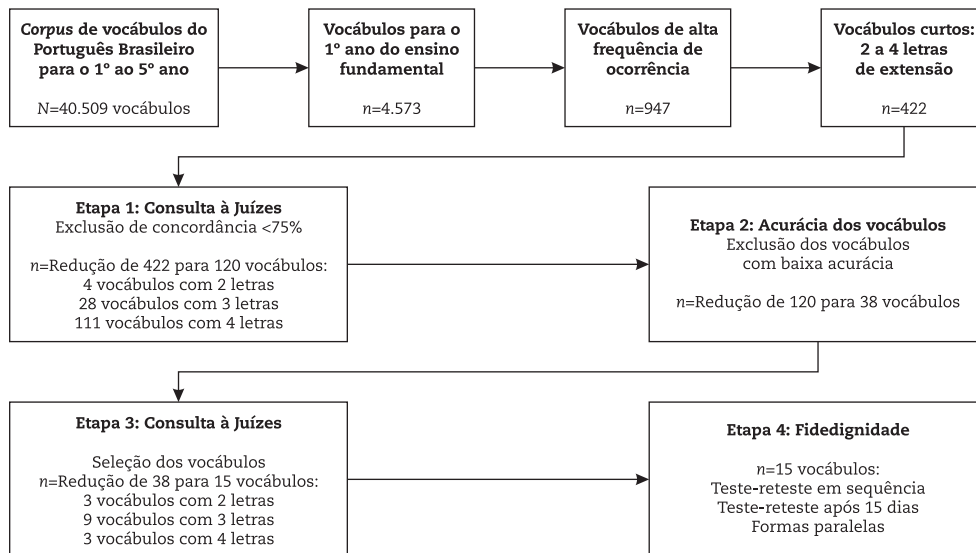 Corpus de vocábulos do
Português Brasileiro
para o 1º ao 5º ano
N=40.509 vocábulos
Vocábulos para o
1º ano do ensino
fundamental
n=4.573
Vocábulos de alta
frequência de
ocorrência
n=947
Vocábulos curtos:
2 a 4 letras
de extensão
n=422
Etapa 1: Consulta à Juízes
Exclusão de concordância <75%
n=Redução de 422 para 120 vocábulos:
4 vocábulos com 2 letras
28 vocábulos com 3 letras
111 vocábulos com 4 letras
Etapa 2: Acurácia dos vocábulos
Exclusão dos vocábulos
com baixa acurácia
n=Redução de 120 para 38 vocábulos
Etapa 3: Consulta à Juízes
Seleção dos vocábulos
n=Redução de 38 para 15 vocábulos:
3 vocábulos com 2 letras
9 vocábulos com 3 letras
3 vocábulos com 4 letras
Etapa 4: Fidedignidade
n=15 vocábulos:
Teste-reteste em sequência
Teste-reteste após 15 dias
Formas paralelas